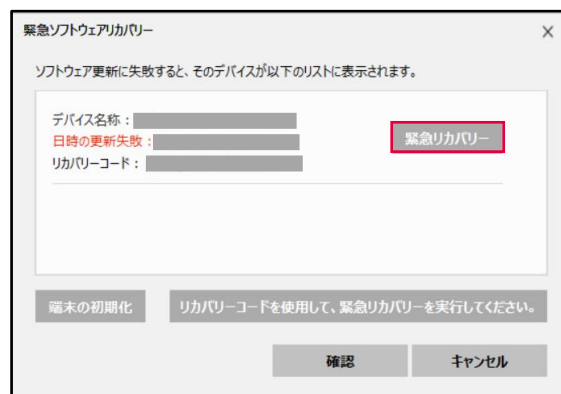 緊急ソフトウェアリカバリー
ソフトウェア更新に失敗すると、そのデバイスが以下のリストに表示されます。
デバイス名称：
日時の更新失敗：
緊急リカバリー
リカバリーコード：
端末の初期化
リカバリーコードを使用して、緊急リカバリーを実行してください。
確認
キャンセル